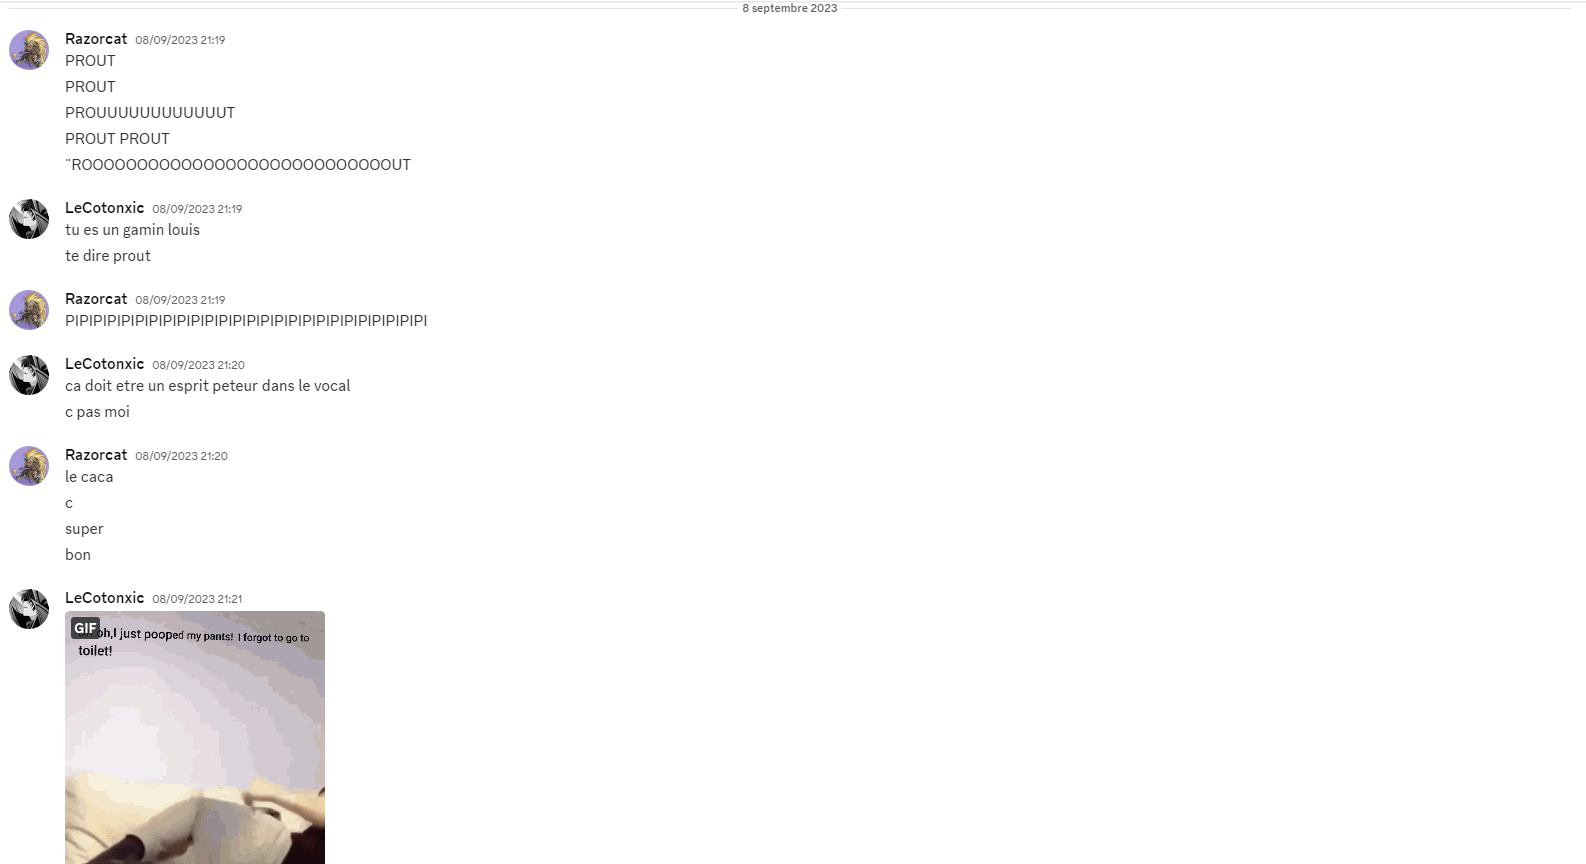 8 septembre 2023
Razorcat 08/09/2023 21:19
PROUT
PROUT
PROUUUUUUUUUUUUT
PROUT PROUT
¨ROOOOOOOOOOOOOOOOOOOOOOOOOOOOUT
LeCotonxic 08/09/2023 21:19
tu es un gamin louis
te dire prout
Razorcat 08/09/2023 21:19
PIPIPIPIPIPIPIPIPIPIPIPIPIPIPIPIPIPIPIPIPIPIPIPIPIPI
LeCotonxic 08/09/2023 21:20
ca doit etre un esprit peteur dans le vocal
c pas moi
Razorcat 08/09/2023 21:20
le caca
c
super
bon
LeCotonxic 08/09/2023 21:21
GIF
oh,I just pooped my pants! I forgot to go to
toilet!